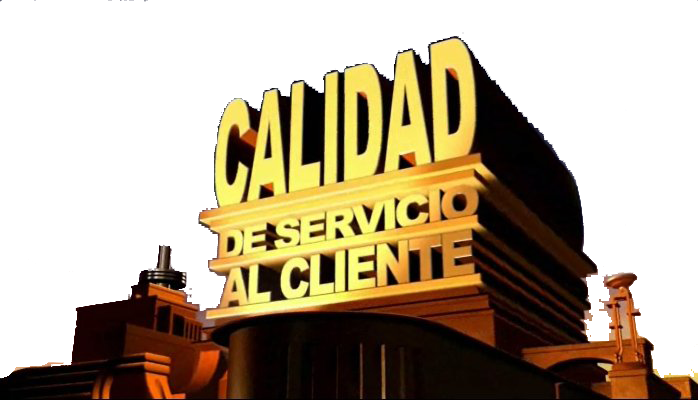 CALIDAD
DE SERVICIO
AL CLIENTE